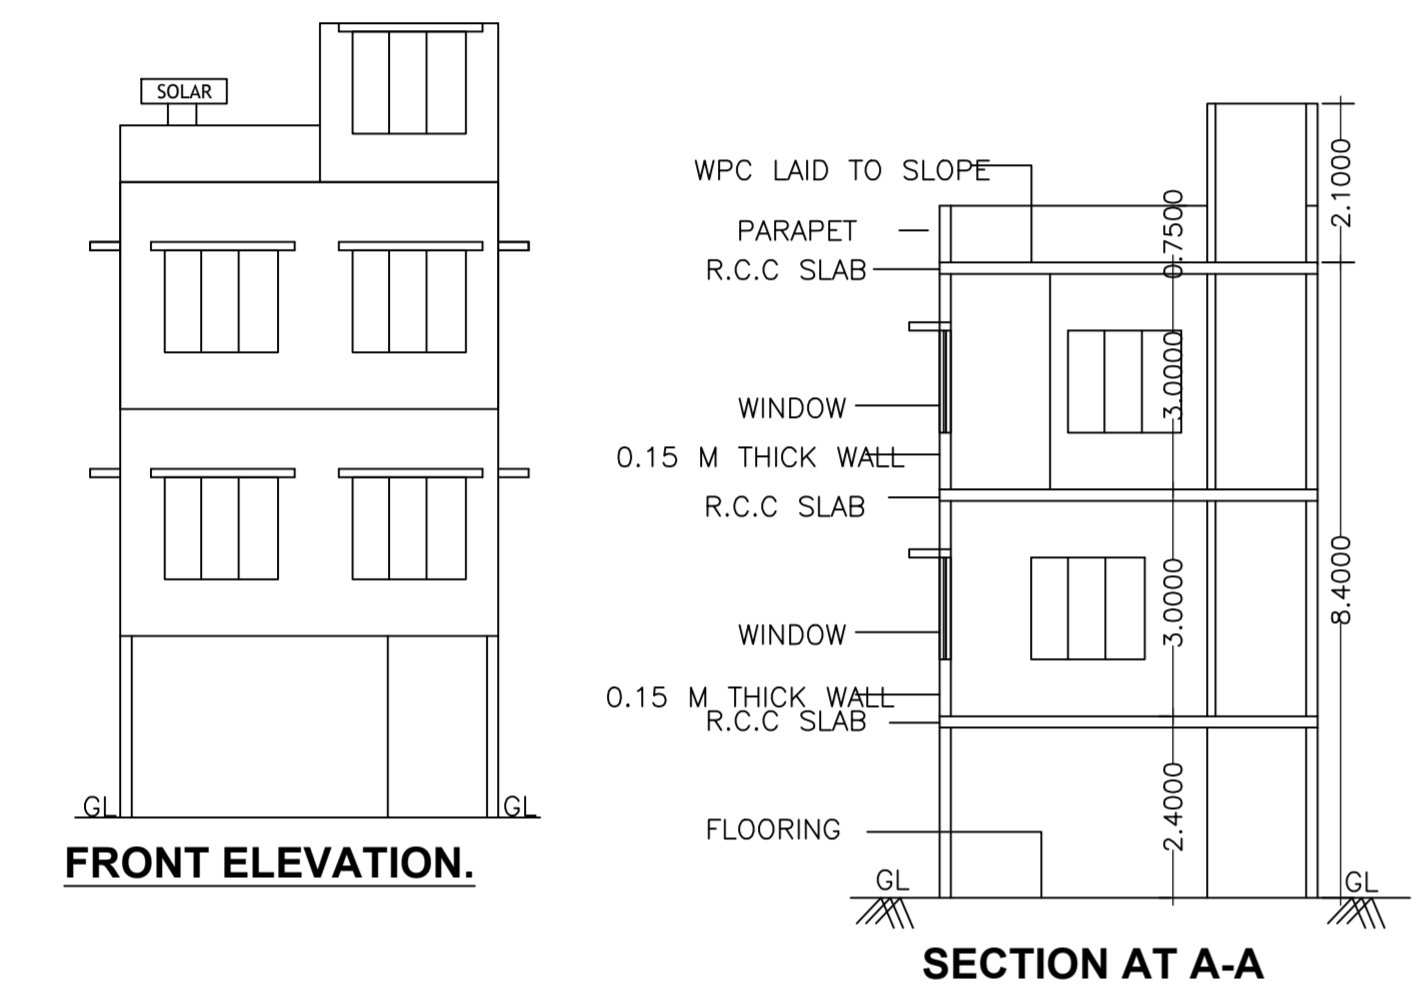 SOLAR
GL
GL
FRONT ELEVATION.
WPC LAID TO SLOPE
PARAPET
R.C.C SLAB
WINDOW
0.15 M THICK WALL
R.C.C SLAB
WINDOW
0.15 M THICK WALL
R.C.C SLAB
FLOORING
GL
0.7500
3.0000
3.0000
2.4000
2.1000
8.4000
GL
SECTION AT A-A